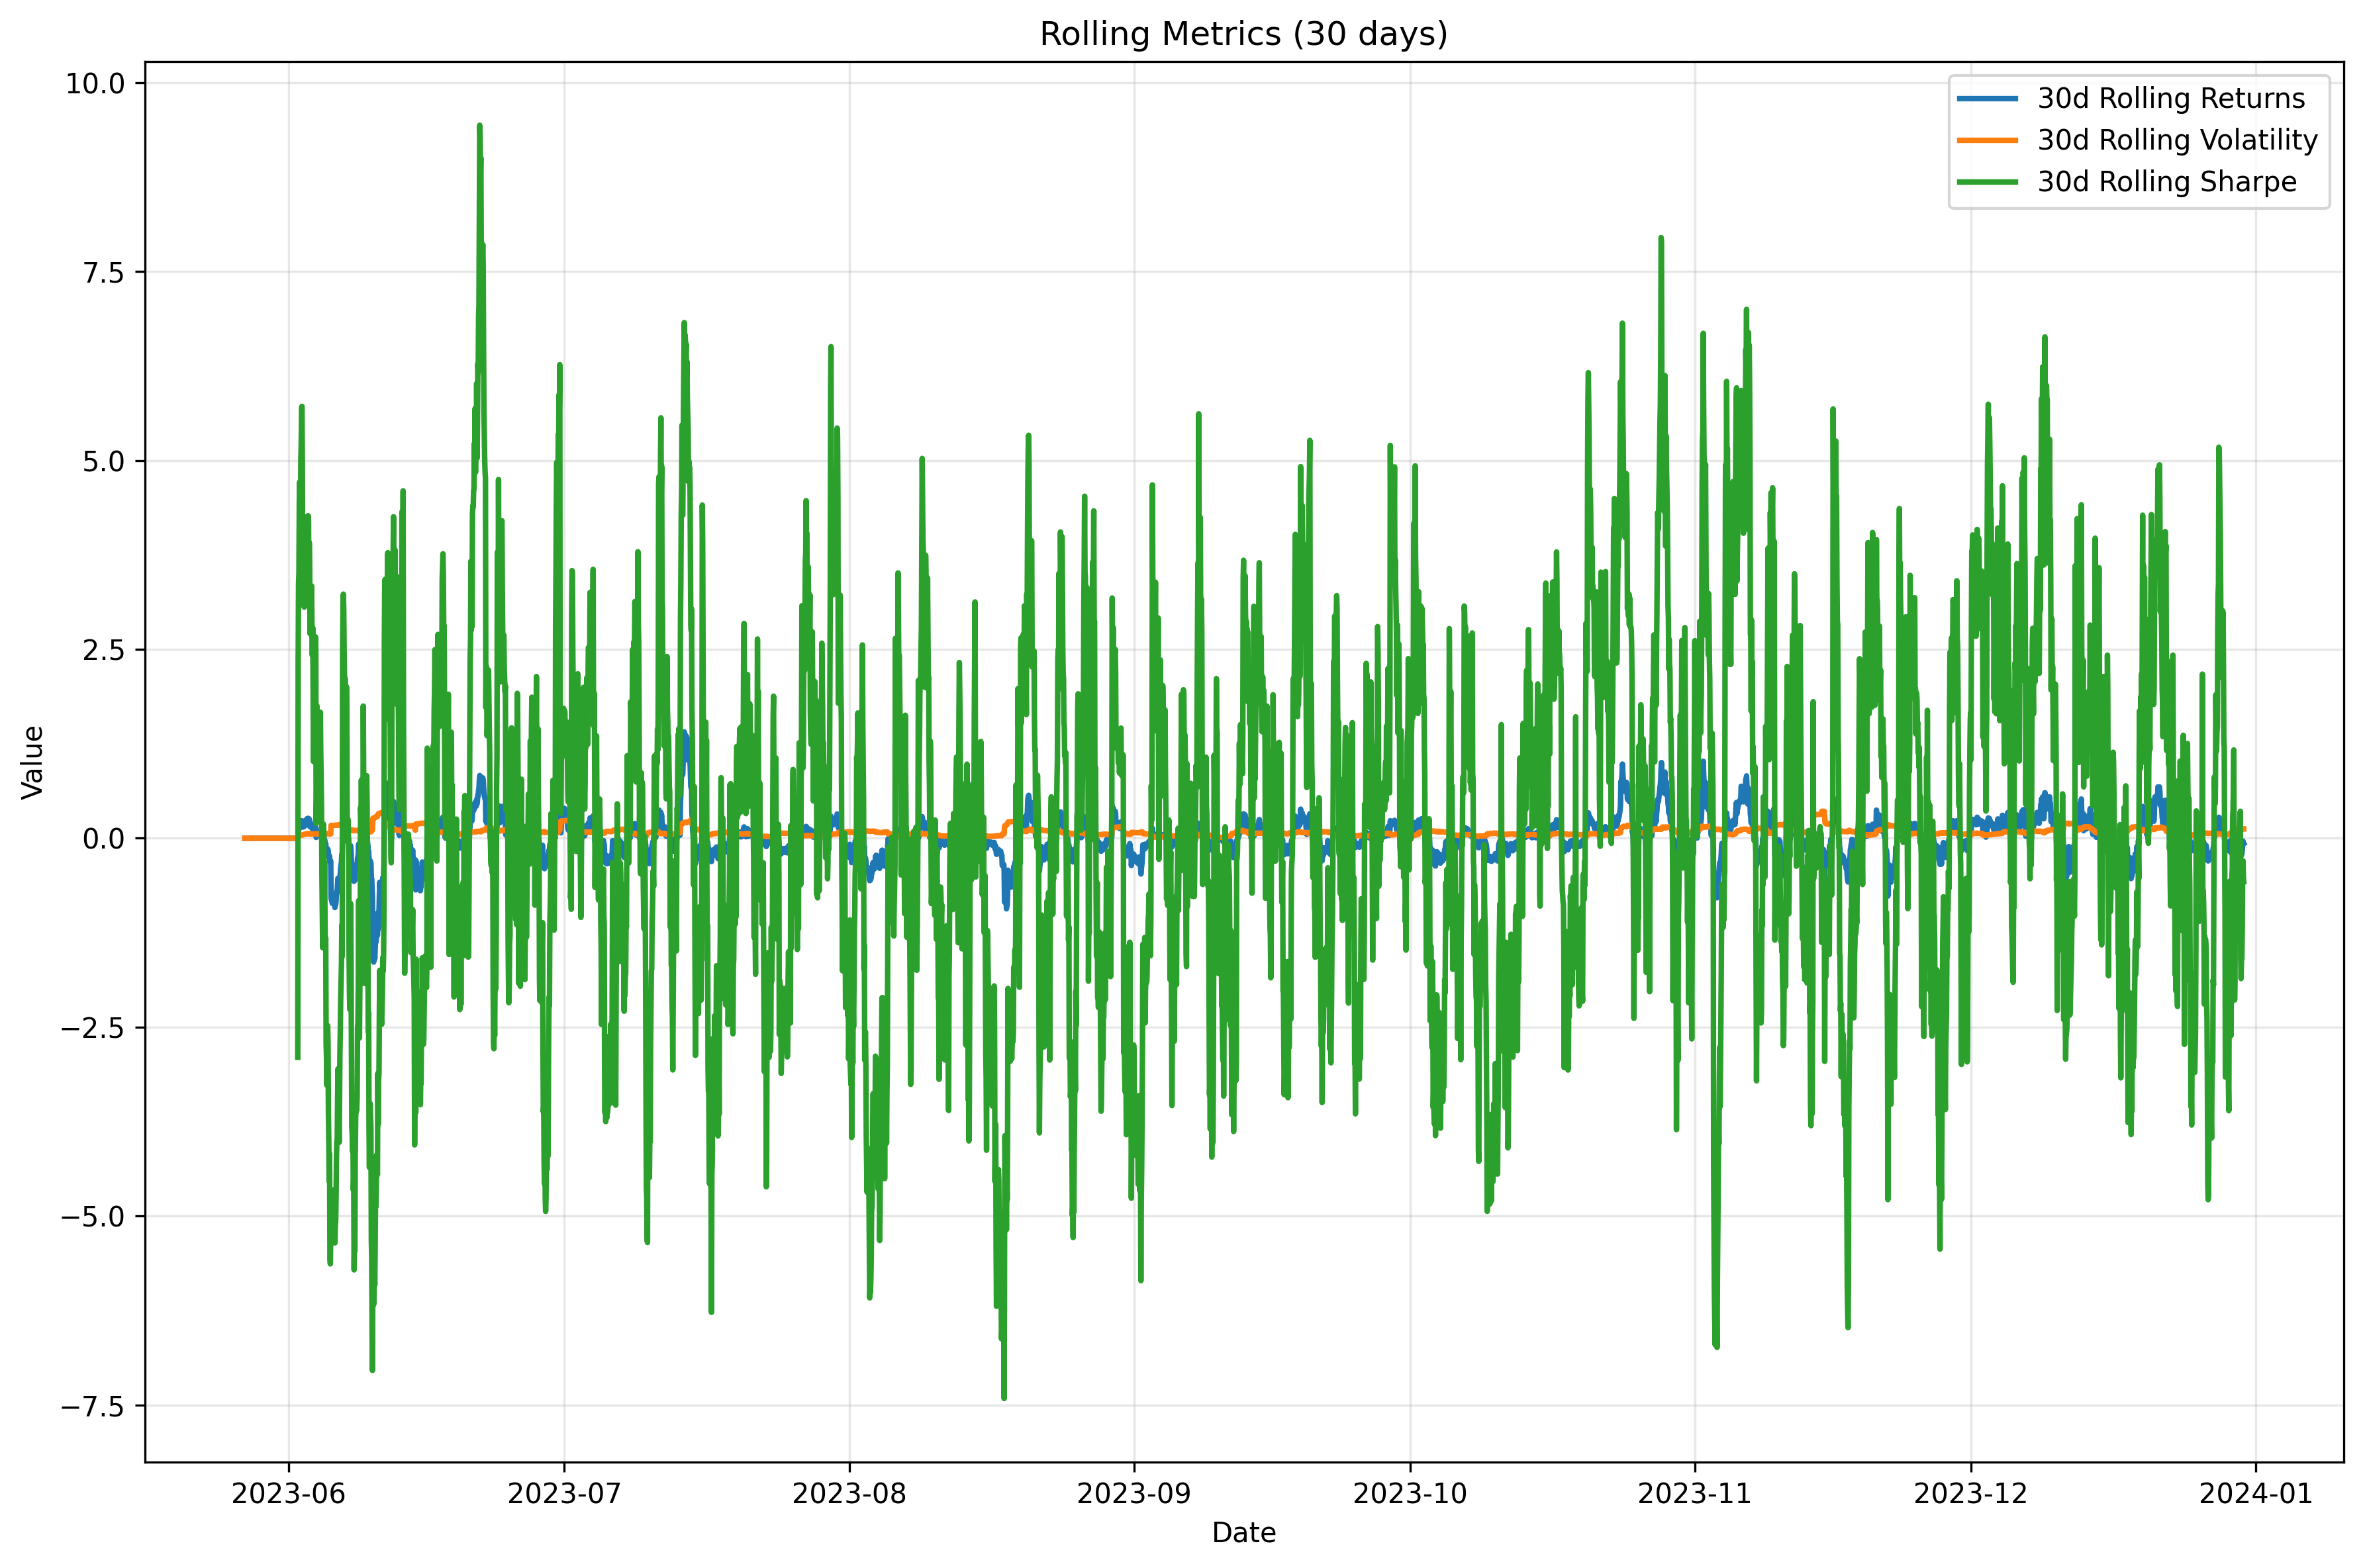 Rolling Metrics (30 days)
10.0
7.5
5.0
2.5
0.0
−2.5
−5.0
−7.5
Value
30d Rolling Returns
30d Rolling Volatility
30d Rolling Sharpe
2023-06
2023-07
2023-08
2023-09
2023-10
2023-11
2023-12
2024-01
Date